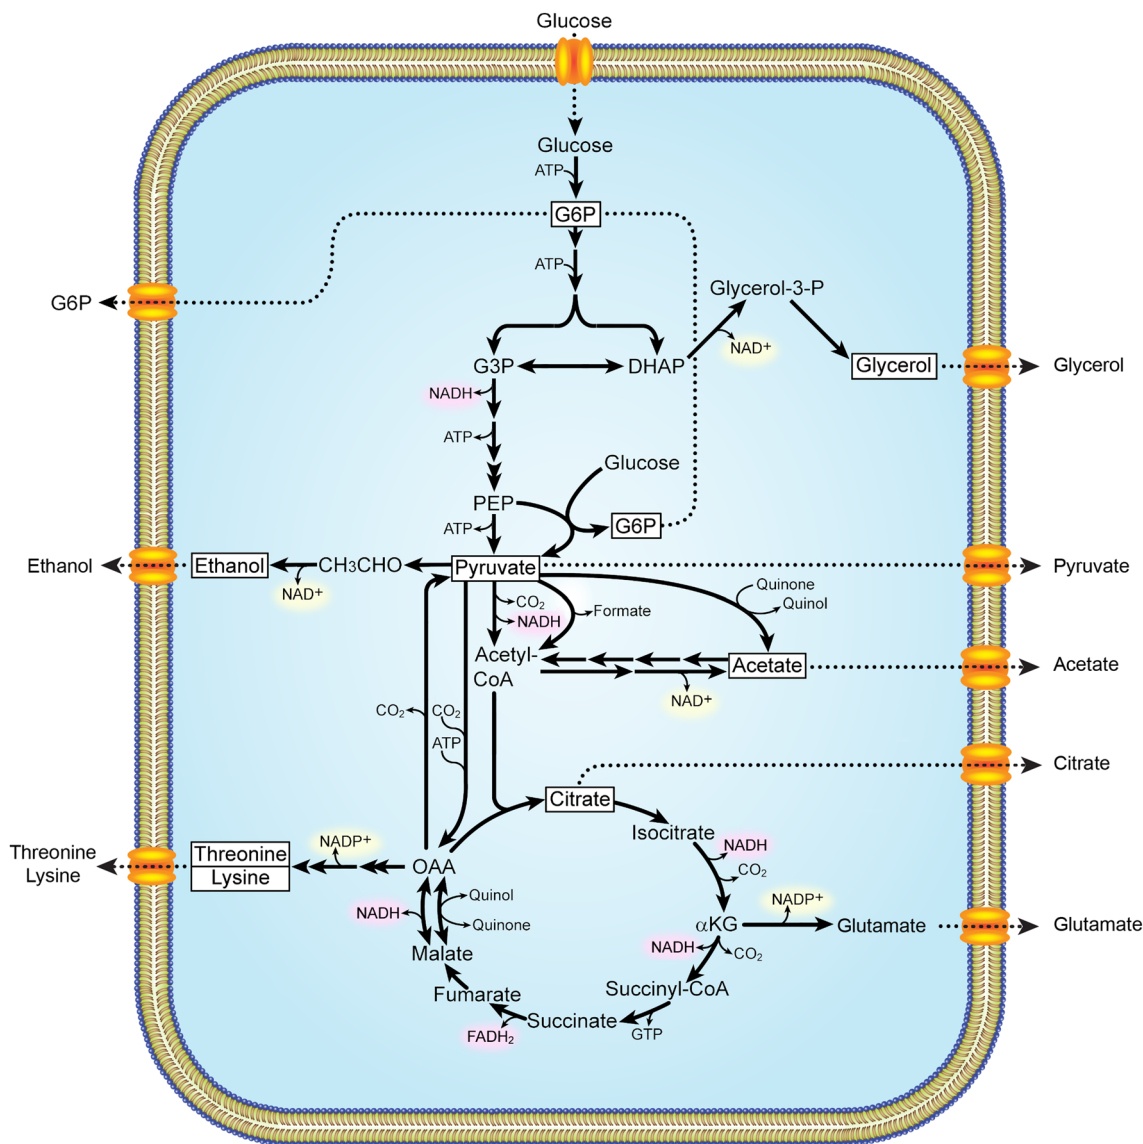 Glucose
Glucose
ATP
G6P
ATP
Glycerol-3-P
G6P
NAD+
G3P
DHAP
Glycerol
Glycerol
NADH
ATP
Glucose
PEP
G6P
ATP
Ethanol
Ethanol
CH3CHO
Pyruvate
Pyruvate
NAD+
CO2
NADH
Formate
Quinone
Quinol
Acetyl-
CoA
Acetate
Acetate
NAD+
CO2
CO2
ATP
Citrate
Citrate
Isocitrate
NADH
CO2
Threonine
Lysine
Threonine
Lysine
NADP+
OAA
NADH
Quinol
Quinone
αKG
NADP+
Glutamate
Glutamate
NADH
CO2
Malate
Succinyl-CoA
Fumarate
Succinate
GTP
FADH2